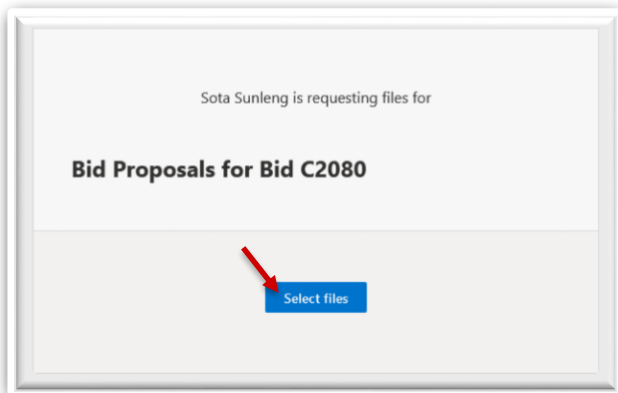 Sota Sunleng is requesting files for
Bid Proposals for Bid C2080
Select files